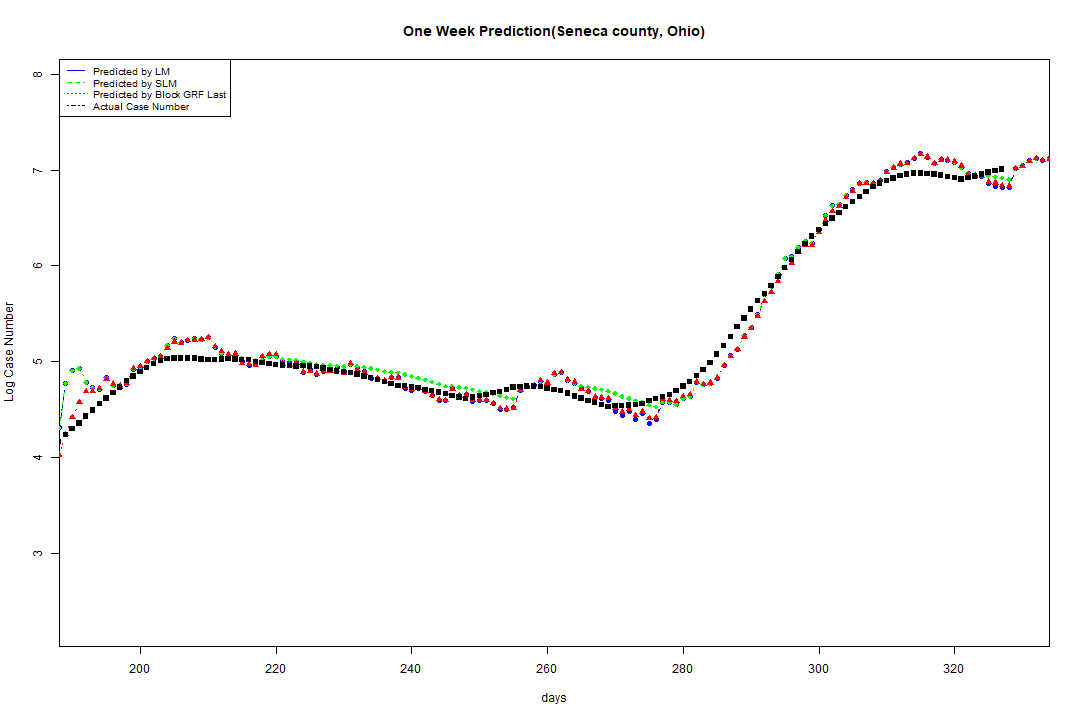 One Week Prediction(Seneca county, Ohio)
Predicted by LM
Predicted by SLM
Predicted by Block GRF Last
Actual Case Number
8
7
6
5
4
3
Log Case Number
200 220 240 260 280 300 320
days